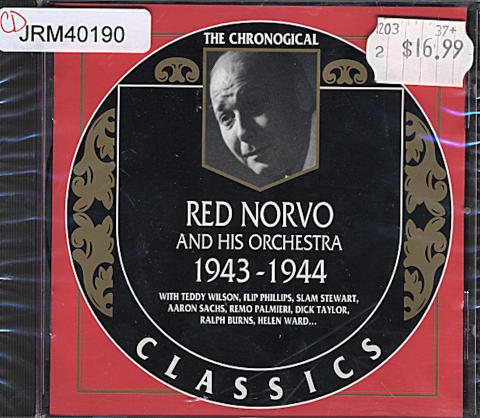 CD
JRM40190
1203 37+
2 $16.99
THE CHRONOGICAL
RED NORVO
AND HIS ORCHESTRA
1943-1944
WITH TEDDY WILSON, FLIP PHILLIPS, SLAM STEWART,
AARON SACHS, REMO PALMIERI, DICK TAYLOR,
RALPH BURNS, HELEN WARD...
CLASSICS